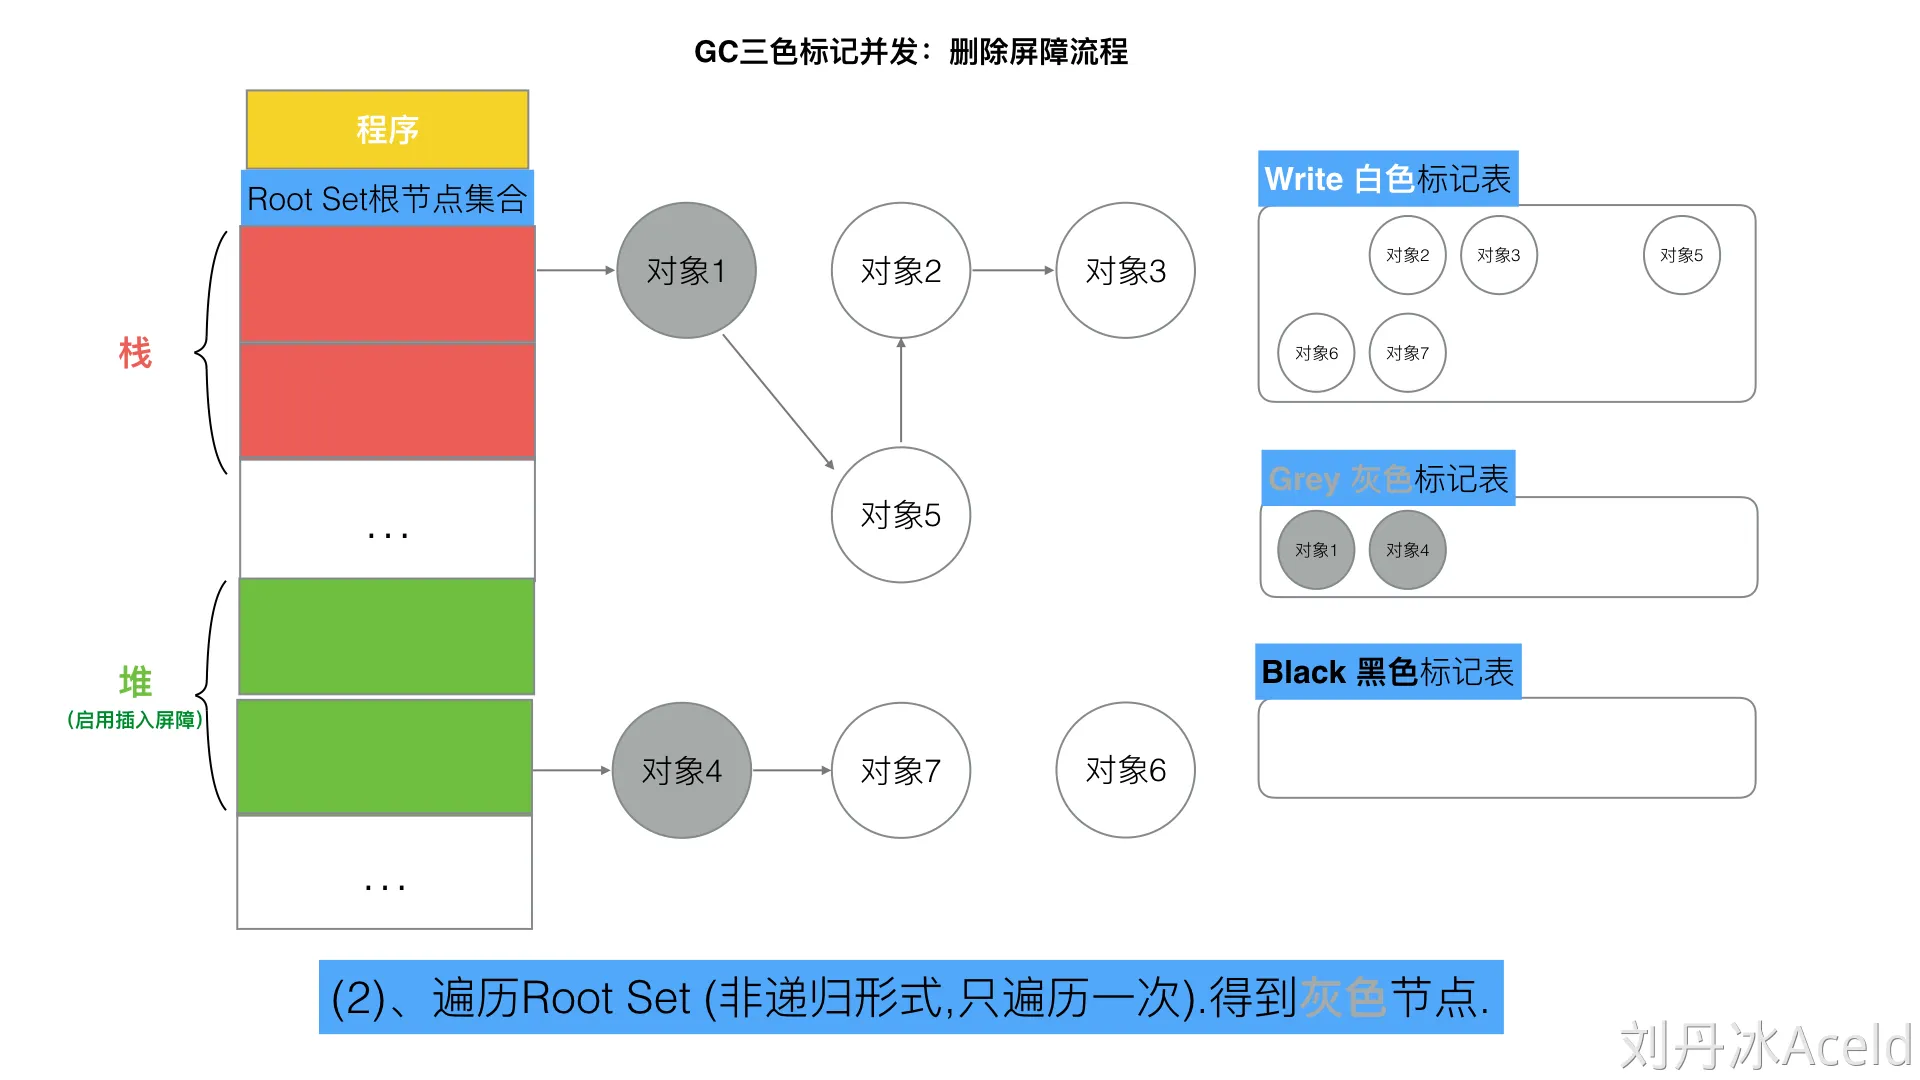 GC三色标记并发：删除屏障流程
程序
Root Set根节点集合
栈
...
堆
（启用插入屏障）
...
对象1
对象2
对象3
对象5
对象4
对象7
对象6
Write 白色标记表
对象2
对象3
对象5
对象6
对象7
Grey 灰色标记表
对象1
对象4
Black 黑色标记表
(2)、遍历Root Set (非递归形式,只遍历一次).得到灰色节点.
刘丹冰Aceld